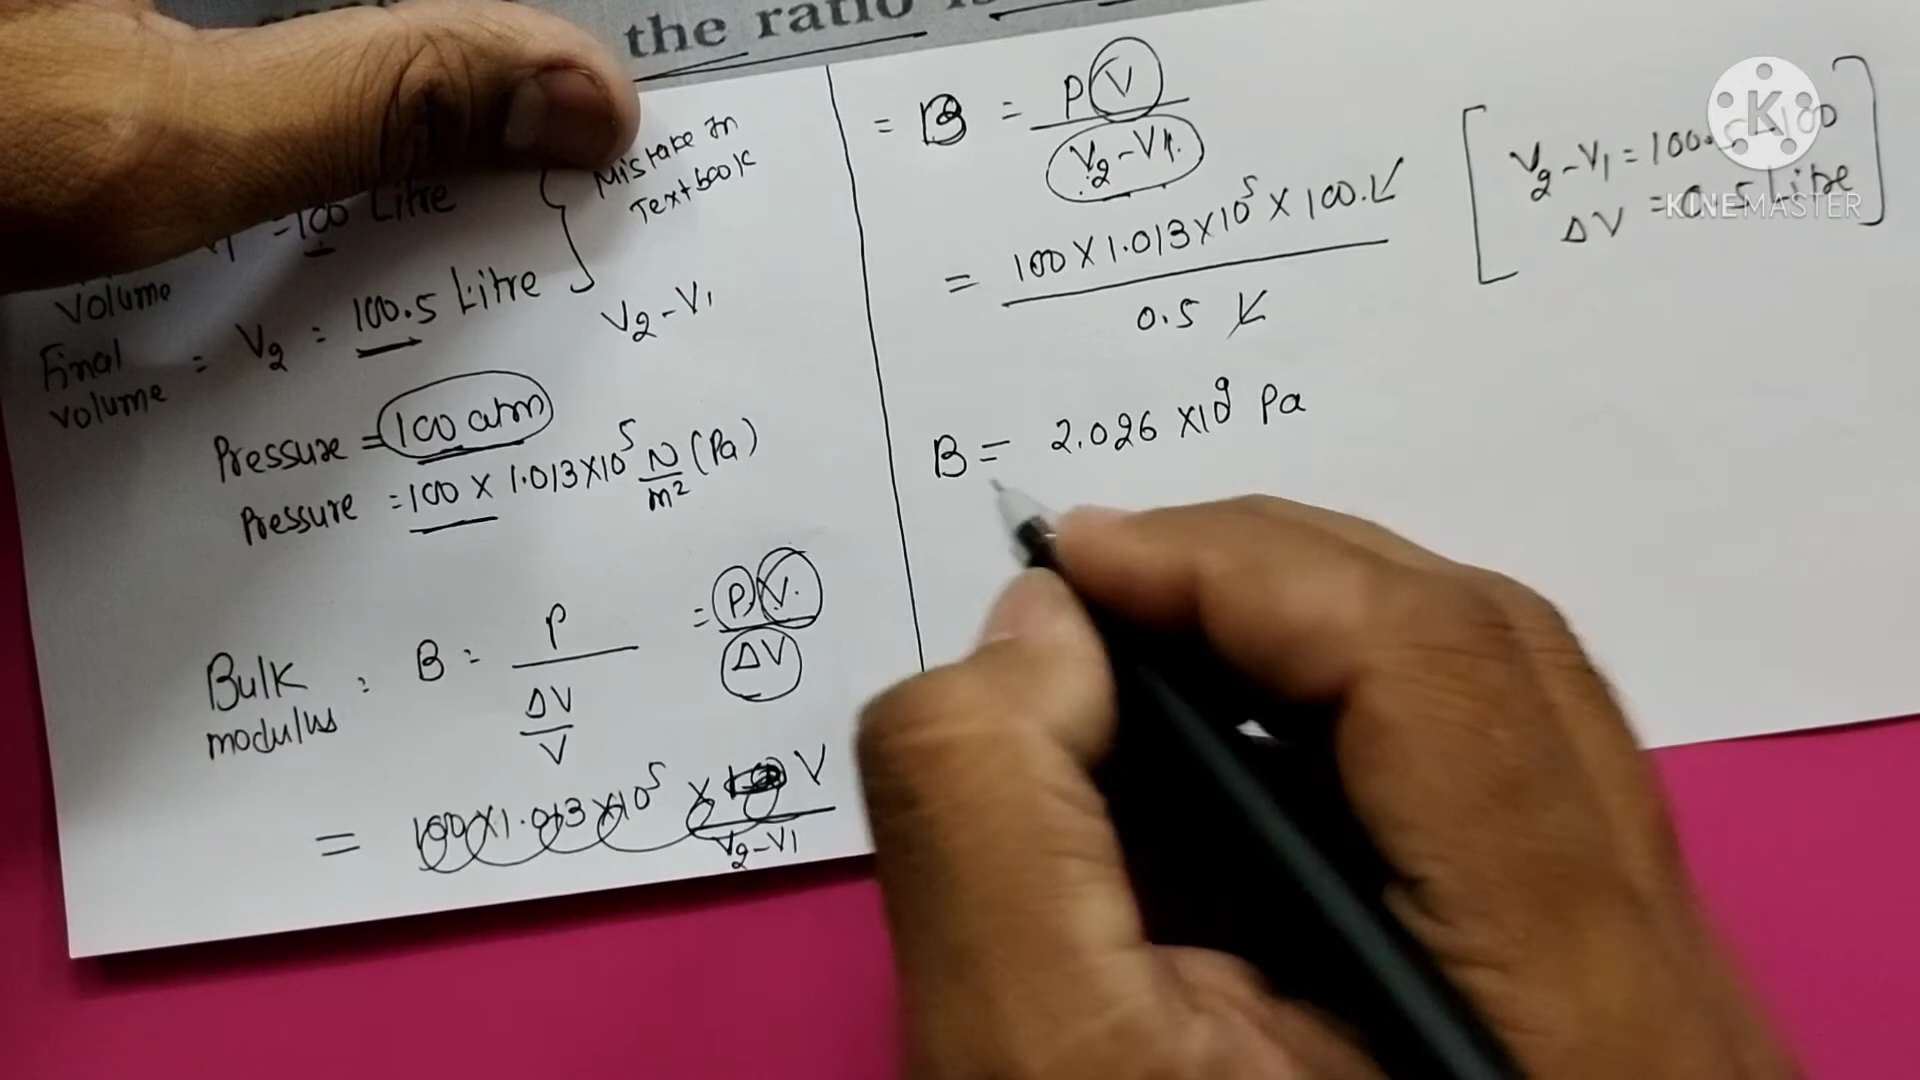 the ratio
V1 = 100 Litre
Volume
Mistake in
Textbook
Final
volume = V2 = 100.5 Litre
V2 - V1
Pressure = 100 atm
Pressure = 100 × 1.013×10^5 N/m² (Pa)
Bulk
modulus : B = P / (ΔV/V) = PV / ΔV
= 100×1.013×10^5 × V / V2-V1
= B = PV / V2-V1
= 100×1.013×10^5 × 100.L / 0.5 L
[V2 - V1 = 100.5 - 100
ΔV = 0.5 Litre]
B = 2.026 ×10^9 Pa
K
KINEMASTER